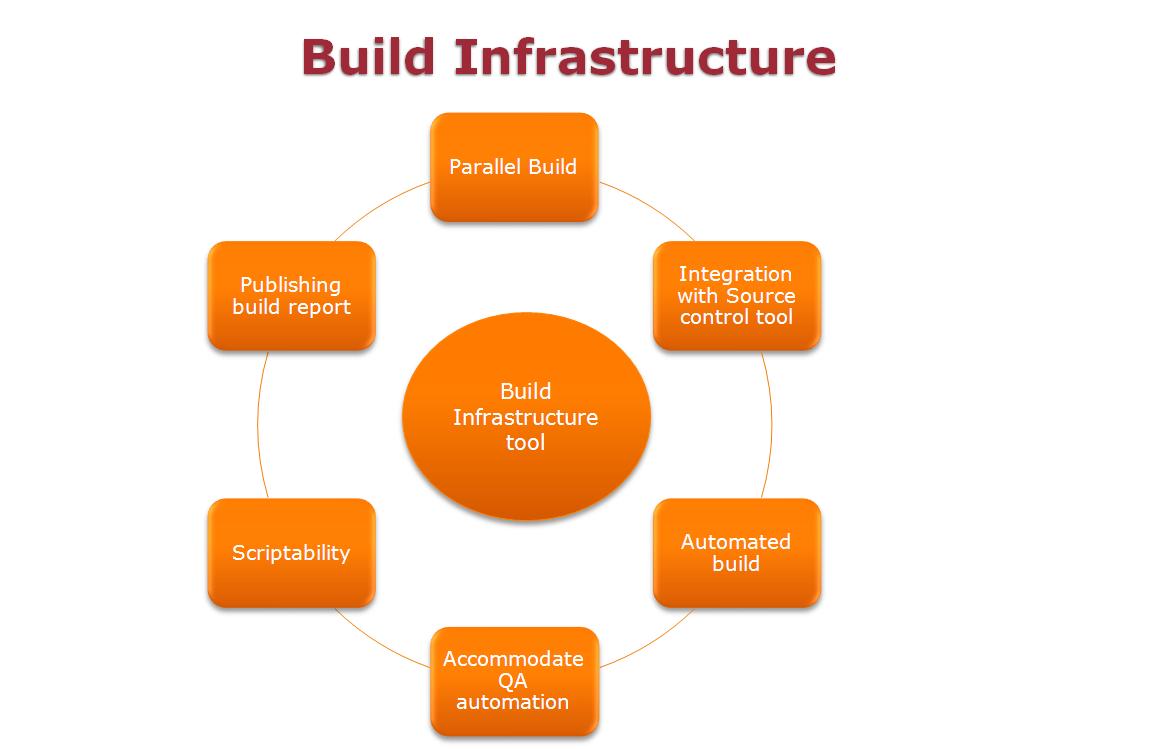 Build Infrastructure
Parallel Build
Integration
with Source
control tool
Automated
build
Accommodate
QA
automation
Scriptability
Publishing
build report
Build
Infrastructure
tool